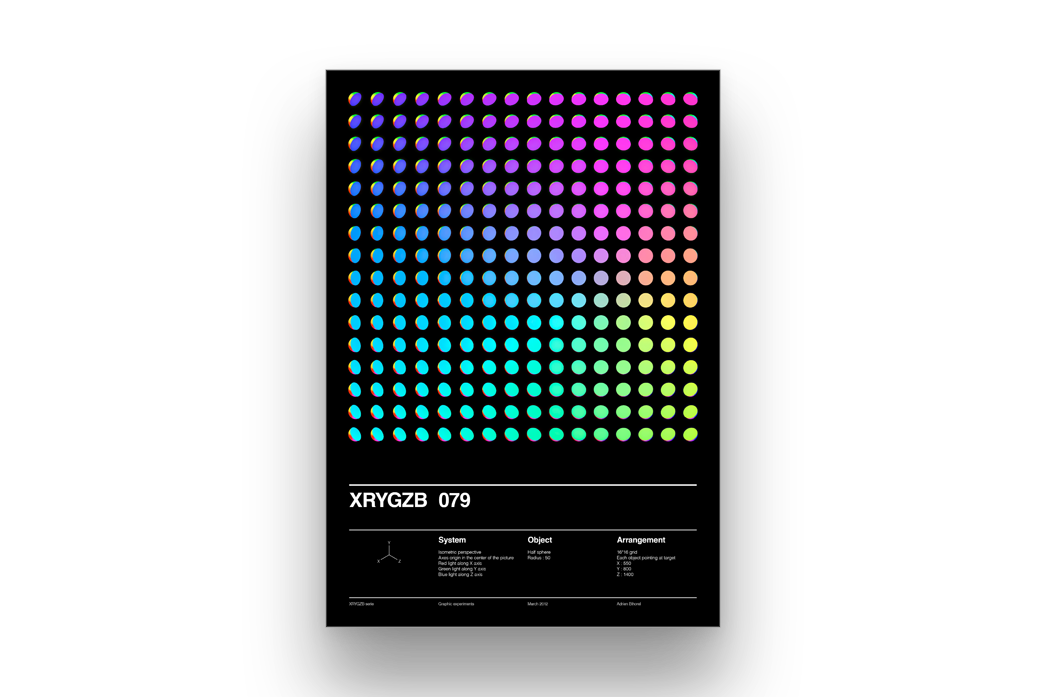 XRYGZB 079
Y
X Z
System
Isometric perspective
Axes origin in the center of the picture
Red light along X axis
Green light along Y axis
Blue light along Z axis
Object
Half sphere
Radius : 50
Arrangement
16*16 grid
Each object pointing at target
X : 550
Y : 800
Z : 1400
XRYGZB serie
Graphic experiments
March 2012
Adrien